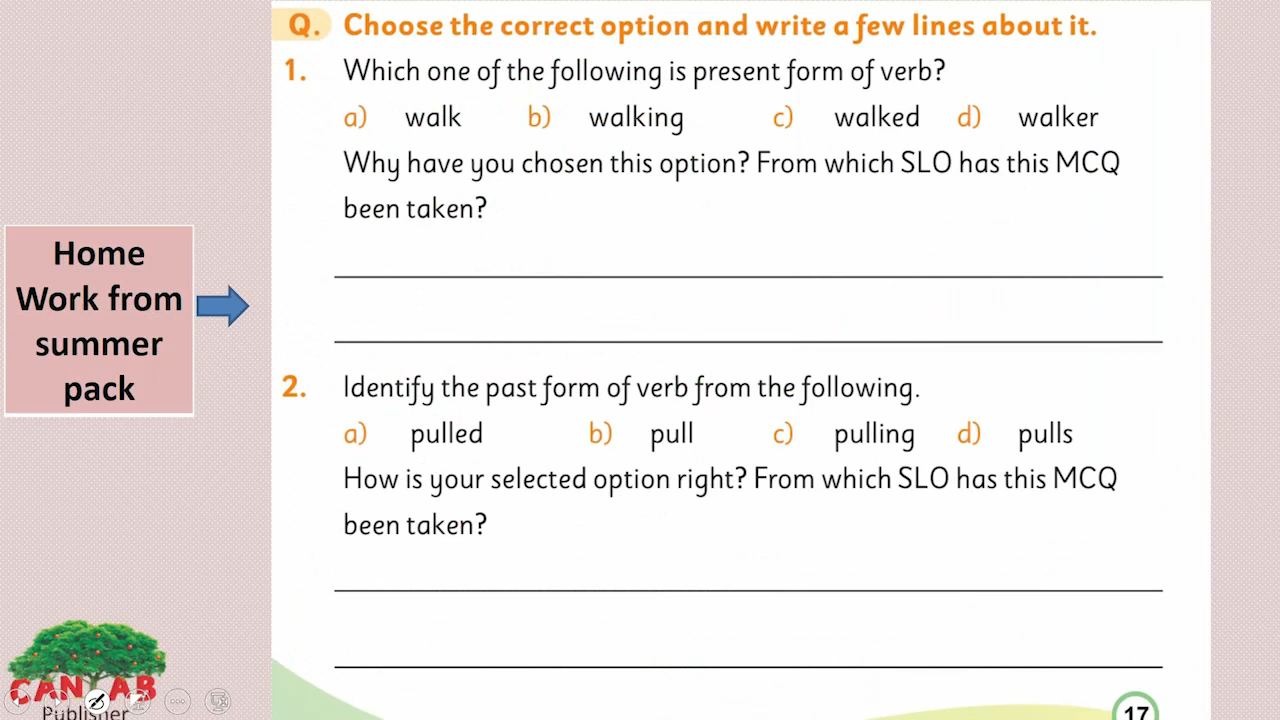 Q. Choose the correct option and write a few lines about it.
1. Which one of the following is present form of verb?
a) walk b) walking c) walked d) walker
Why have you chosen this option? From which SLO has this MCQ
been taken?
Home
Work from
summer
pack
2. Identify the past form of verb from the following.
a) pulled b) pull c) pulling d) pulls
How is your selected option right? From which SLO has this MCQ
been taken?
CANTAB
Publisher
17